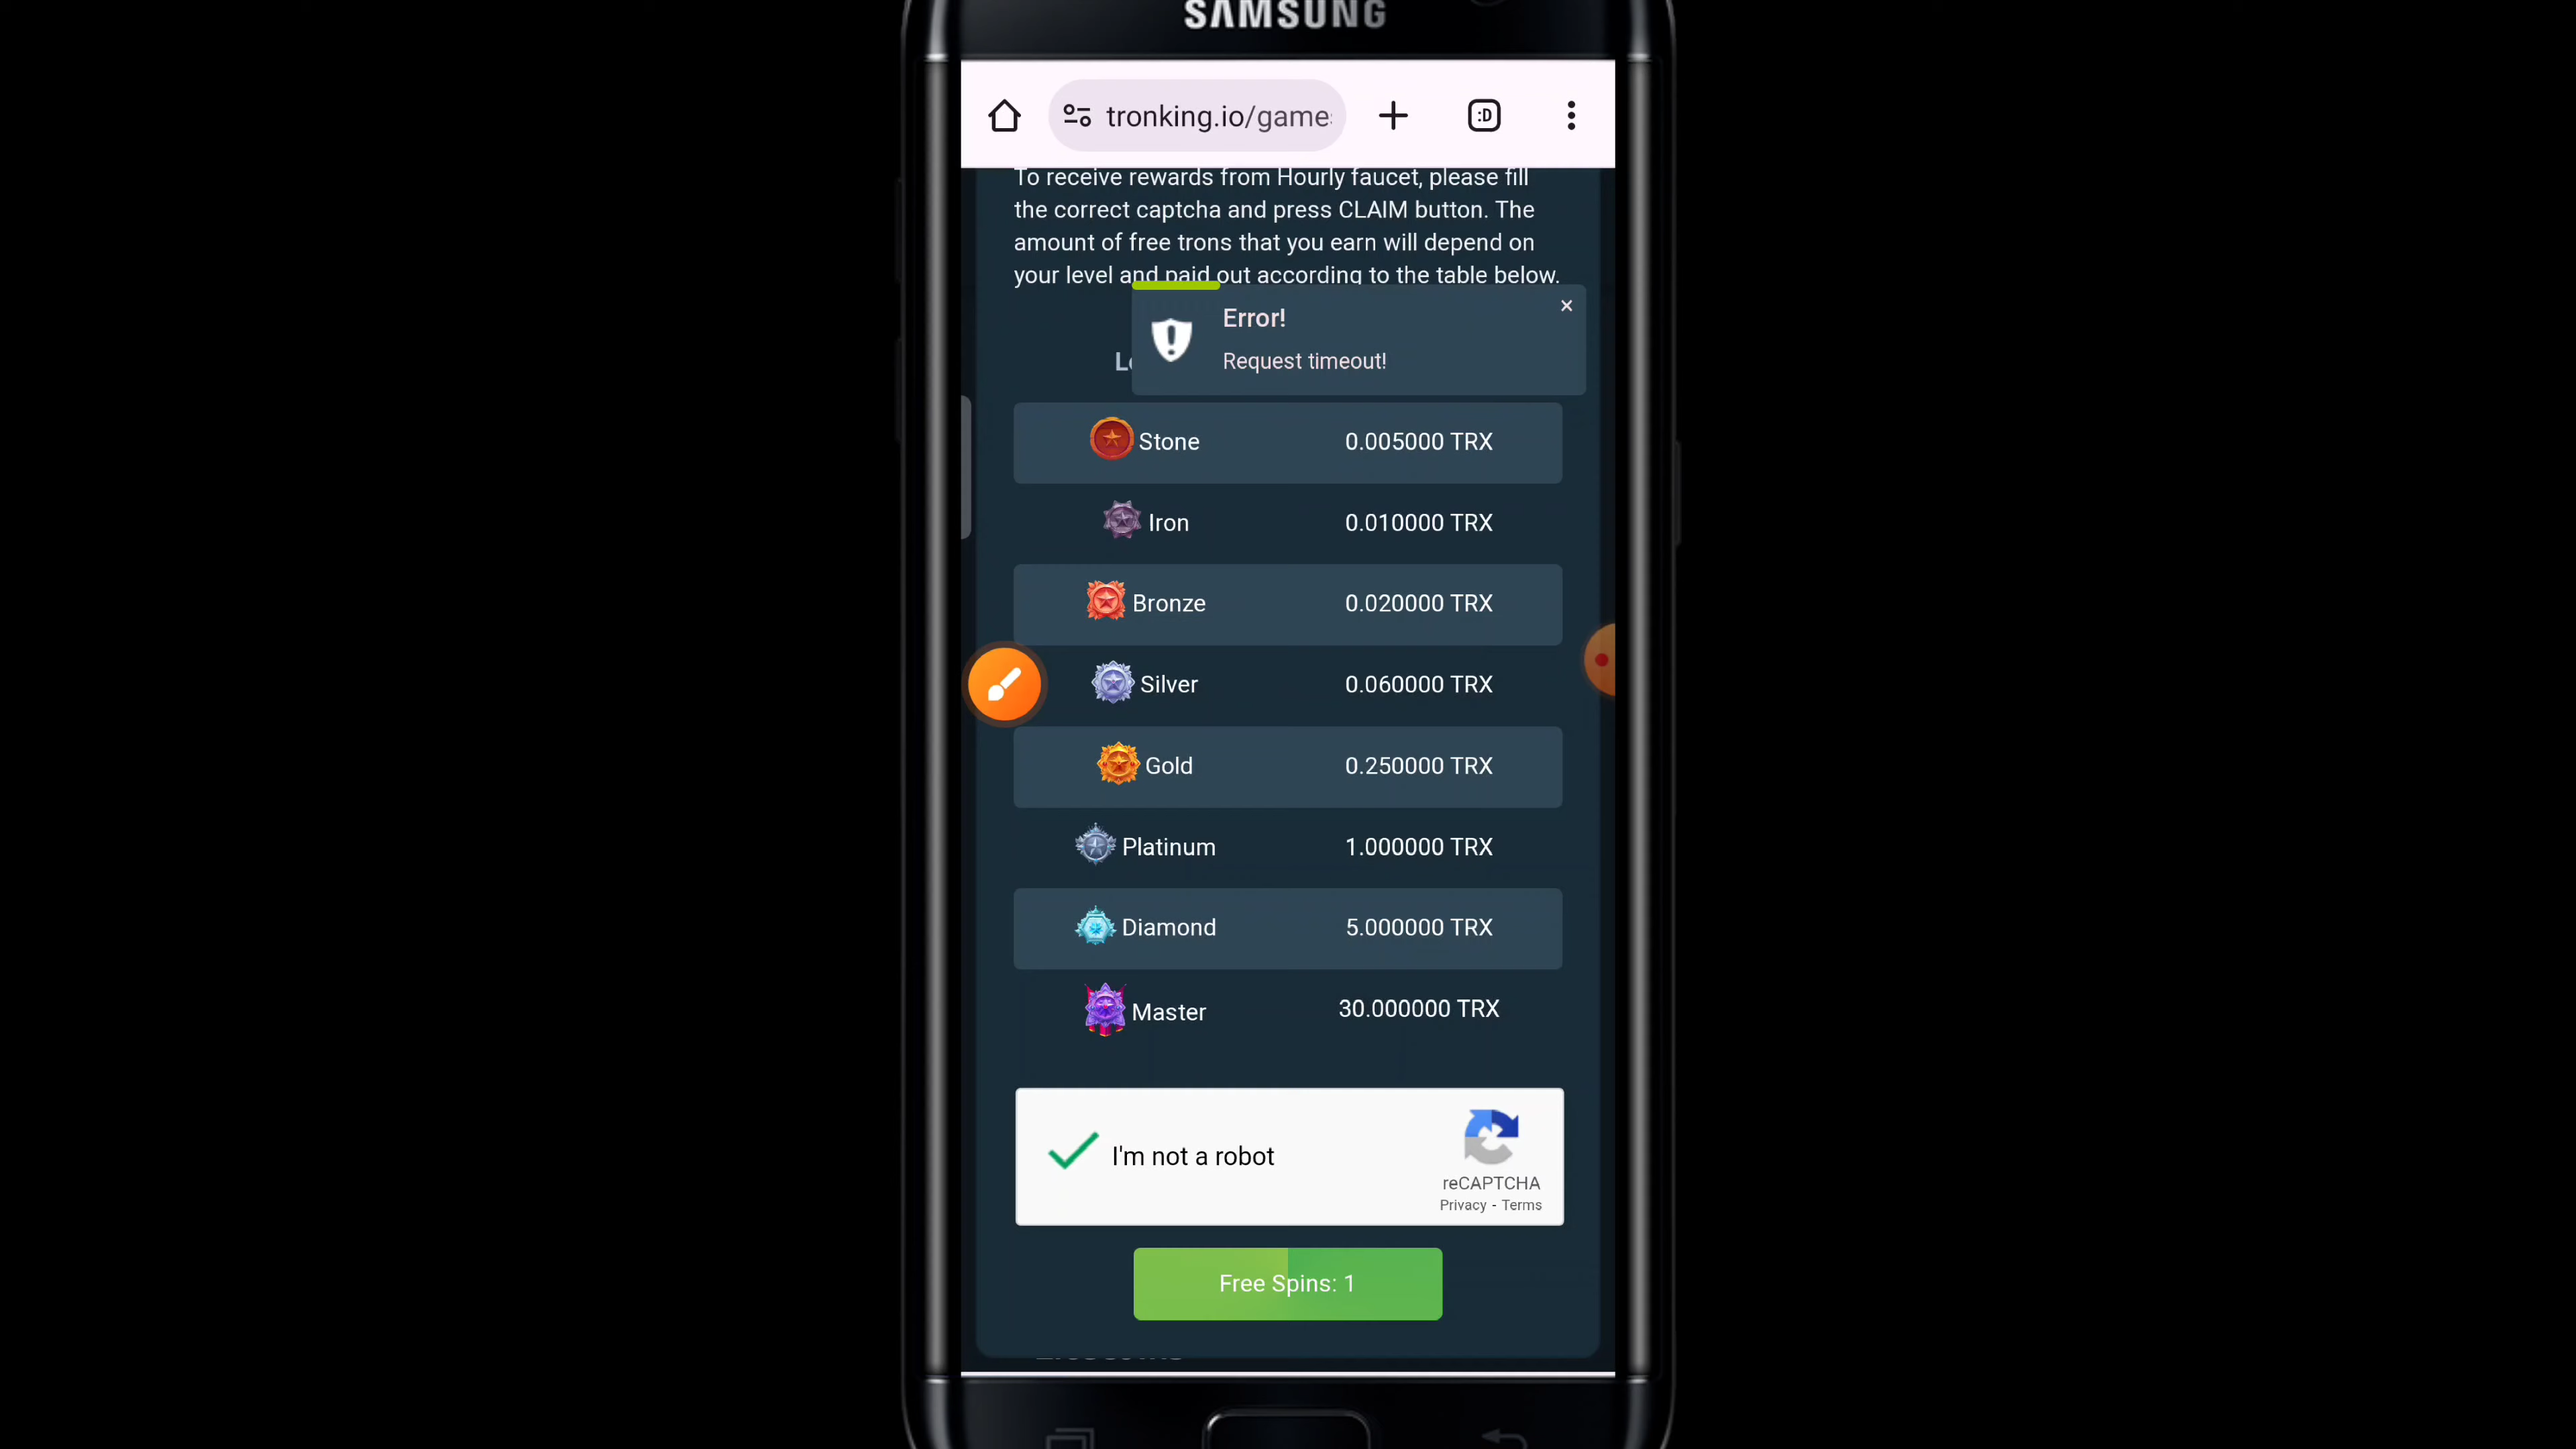 SAMSUNG
tronking.io/game
:D
To receive rewards from Hourly faucet, please fill
the correct captcha and press CLAIM button. The
amount of free trons that you earn will depend on
your level and paid out according to the table below.
Error!
Request timeout!
Stone 0.005000 TRX
Iron 0.010000 TRX
Bronze 0.020000 TRX
Silver 0.060000 TRX
Gold 0.250000 TRX
Platinum 1.000000 TRX
Diamond 5.000000 TRX
Master 30.000000 TRX
I'm not a robot
reCAPTCHA
Privacy - Terms
Free Spins: 1